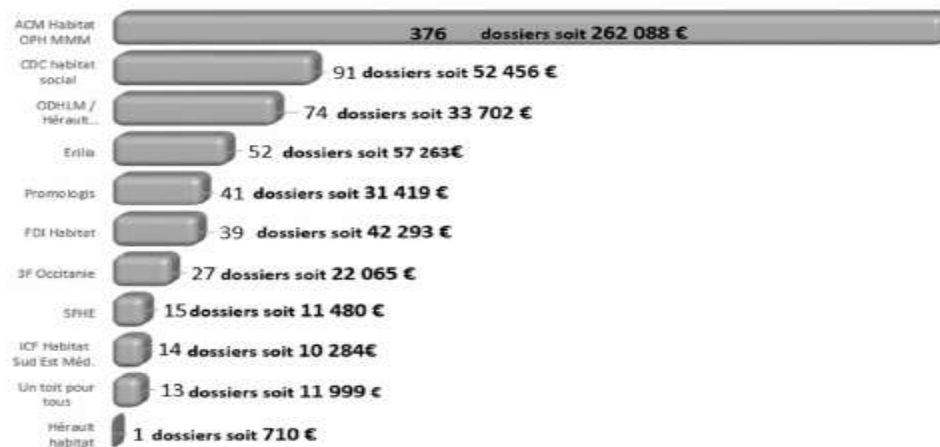 ACM Habitat
OPH MMM
376 dossiers soit 262 088 €
CDC habitat
social
91 dossiers soit 52 456 €
ODHLM /
Hérault...
74 dossiers soit 33 702 €
Erilia
52 dossiers soit 57 263€
Promologis
41 dossiers soit 31 419 €
FDI Habitat
39 dossiers soit 42 293 €
3F Occitanie
27 dossiers soit 22 065 €
SFHE
15 dossiers soit 11 480 €
ICF Habitat
Sud Est Méd.
14 dossiers soit 10 284€
Un toit pour
tous
13 dossiers soit 11 999 €
Hérault
habitat
1 dossiers soit 710 €